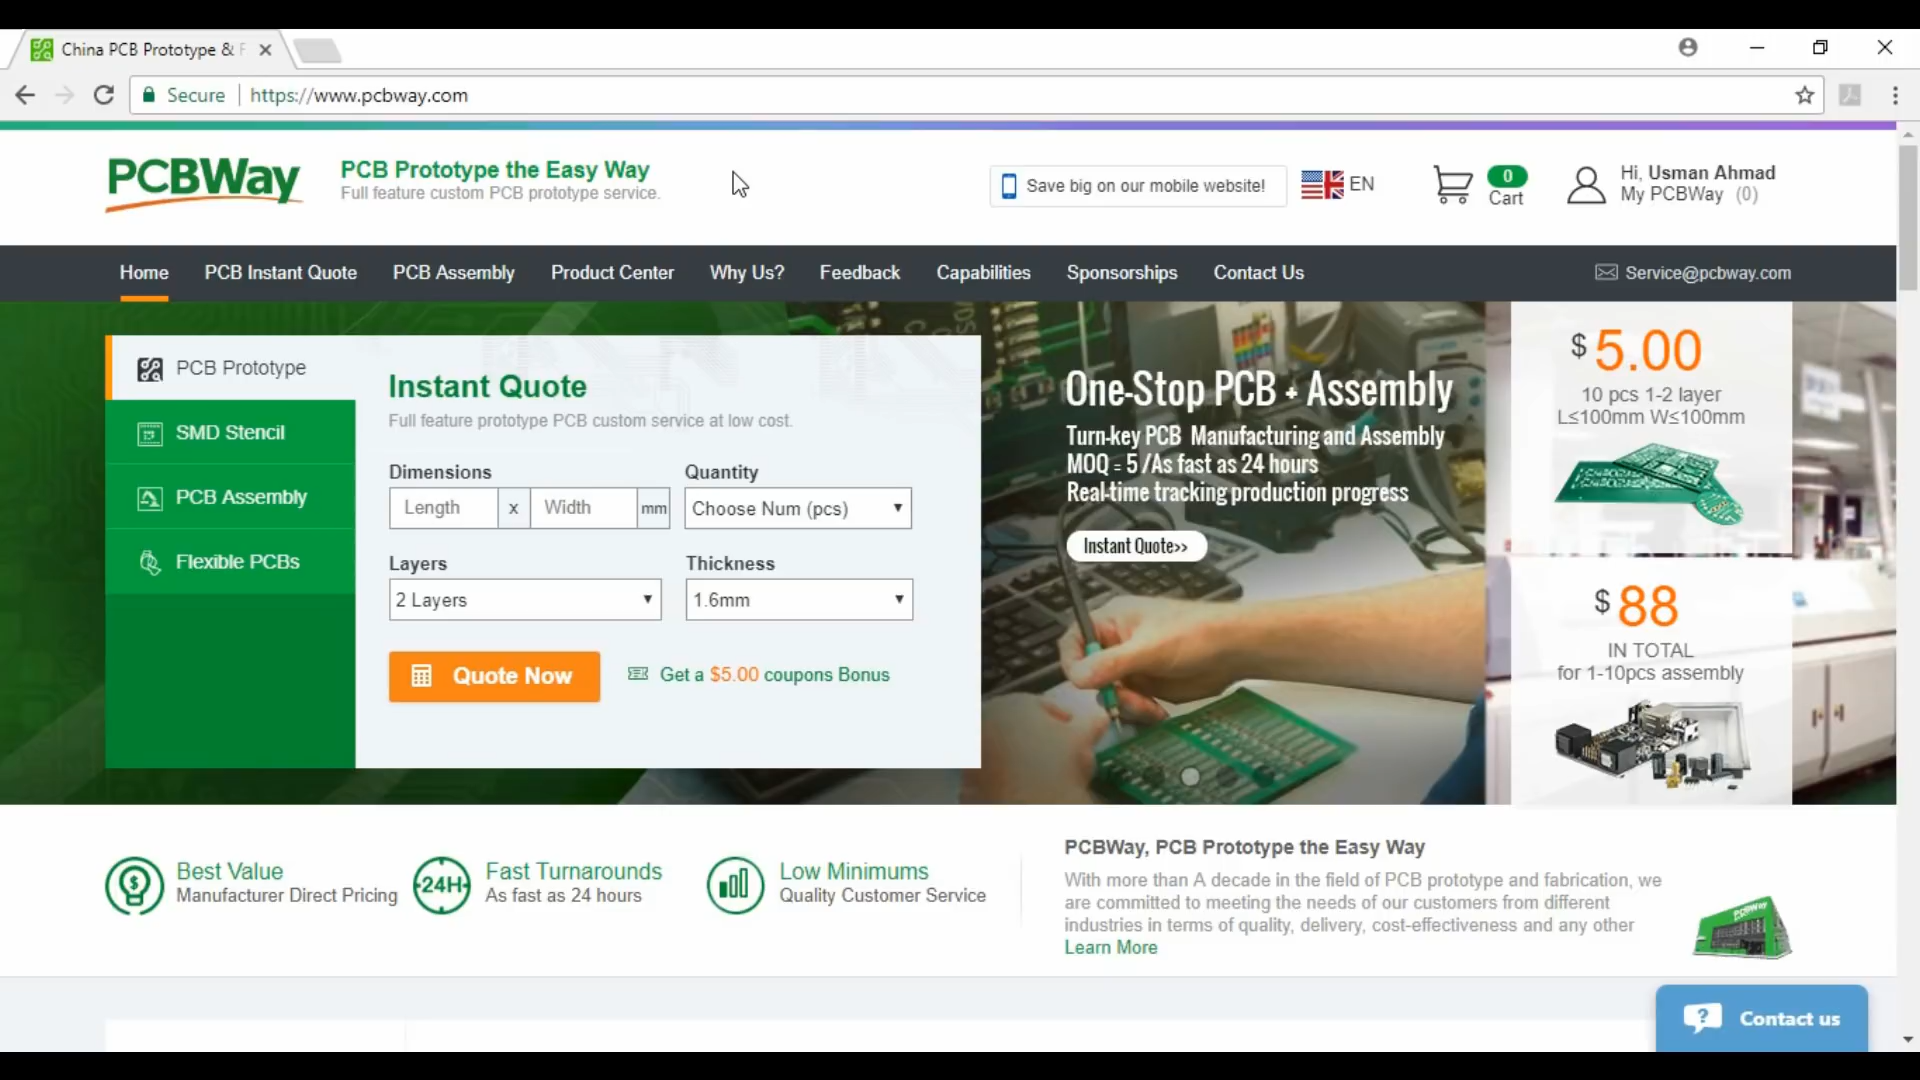 China PCB Prototype & F
Secure
https://www.pcbway.com
PCBWay
PCB Prototype the Easy Way
Full feature custom PCB prototype service.
Save big on our mobile website!
EN
0
Cart
Hi, Usman Ahmad
My PCBWay (0)
Home
PCB Instant Quote
PCB Assembly
Product Center
Why Us?
Feedback
Capabilities
Sponsorships
Contact Us
Service@pcbway.com
PCB Prototype
SMD Stencil
PCB Assembly
Flexible PCBs
Instant Quote
Full feature prototype PCB custom service at low cost.
Dimensions
Quantity
Length x Width mm
Choose Num (pcs)
Layers
Thickness
2 Layers
1.6mm
Quote Now
Get a $5.00 coupons Bonus
One-Stop PCB + Assembly
Turn-key PCB Manufacturing and Assembly
MOQ = 5 /As fast as 24 hours
Real-time tracking production progress
Instant Quote>>
$ 5.00
10 pcs 1-2 layer
L≤100mm W≤100mm
$ 88
IN TOTAL
for 1-10pcs assembly
Best Value
Manufacturer Direct Pricing
24H
Fast Turnarounds
As fast as 24 hours
Low Minimums
Quality Customer Service
PCBWay, PCB Prototype the Easy Way
With more than A decade in the field of PCB prototype and fabrication, we
are committed to meeting the needs of our customers from different
industries in terms of quality, delivery, cost-effectiveness and any other
Learn More
PCBWay
Contact us